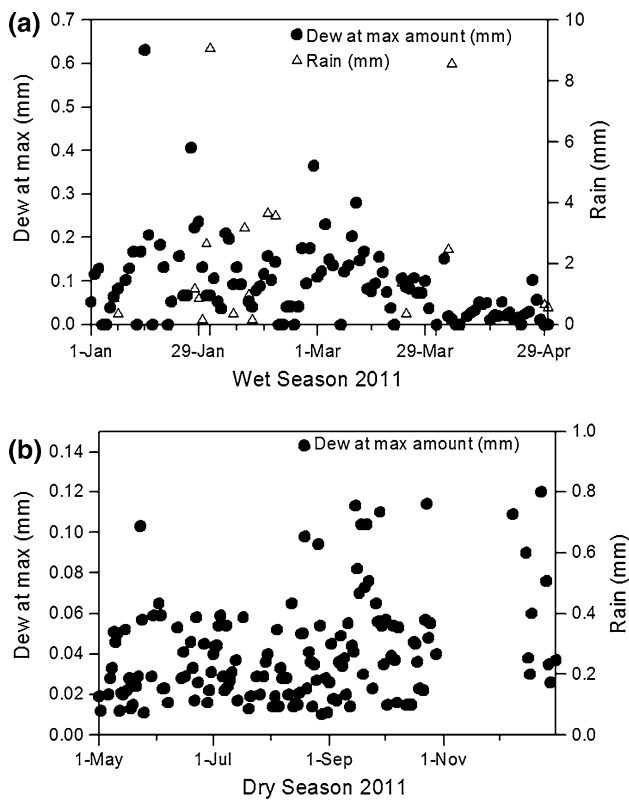 (a)
0.7
0.6
0.5
0.4
0.3
0.2
0.1
0.0
Dew at max (mm)
Dew at max amount (mm)
Rain (mm)
10
8
6
4
2
0
Rain (mm)
1-Jan 29-Jan 1-Mar 29-Mar 29-Apr
Wet Season 2011
(b)
0.14
0.12
0.10
0.08
0.06
0.04
0.02
0.00
Dew at max (mm)
Dew at max amount (mm)
1.0
0.8
0.6
0.4
0.2
0.0
Rain (mm)
1-May 1-Jul 1-Sep 1-Nov
Dry Season 2011